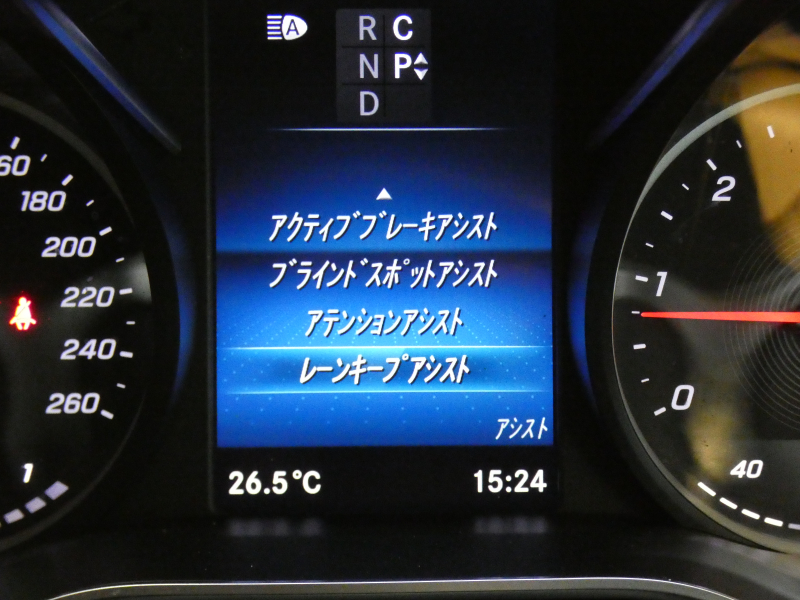 A
R C
N P
D
アクティブブレーキアシスト
ブラインドスポットアシスト
アテンションアシスト
レーンキープアシスト
アシスト
26.5°C
15:24
60
180
200
220
240
260
1
2
1
0
40